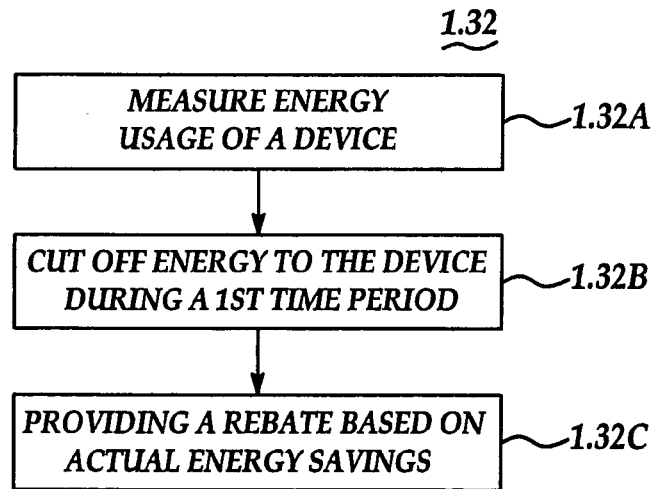 1.32
MEASURE ENERGY
USAGE OF A DEVICE
1.32A
CUT OFF ENERGY TO THE DEVICE
DURING A 1ST TIME PERIOD
1.32B
PROVIDING A REBATE BASED ON
ACTUAL ENERGY SAVINGS
1.32C